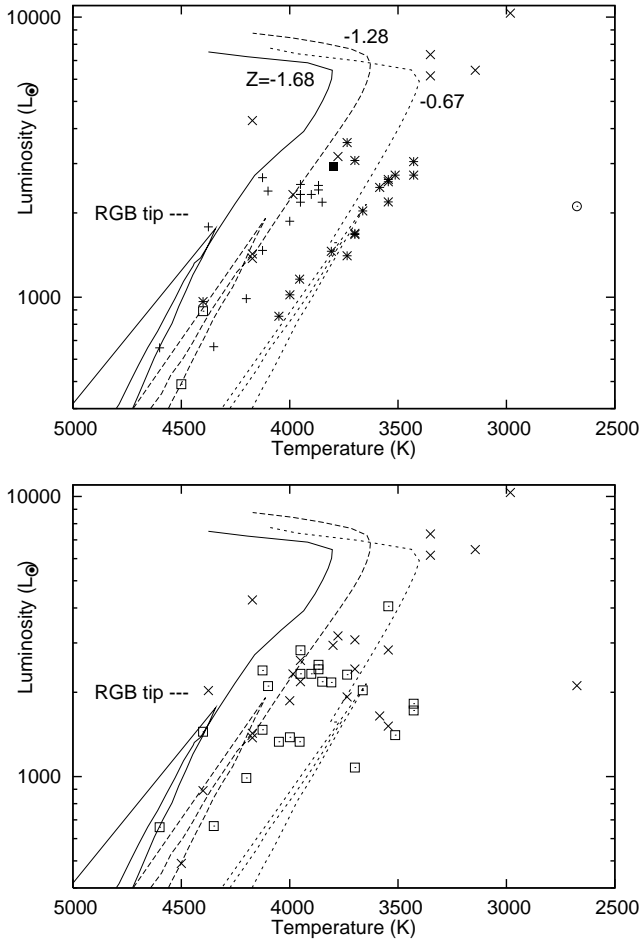 10000
-1.28
Z=-1.68
-0.67
Luminosity (L⊙)
RGB tip ---
1000
5000 4500 4000 3500 3000 2500
Temperature (K)
10000
Luminosity (L⊙)
RGB tip ---
1000
5000 4500 4000 3500 3000 2500
Temperature (K)